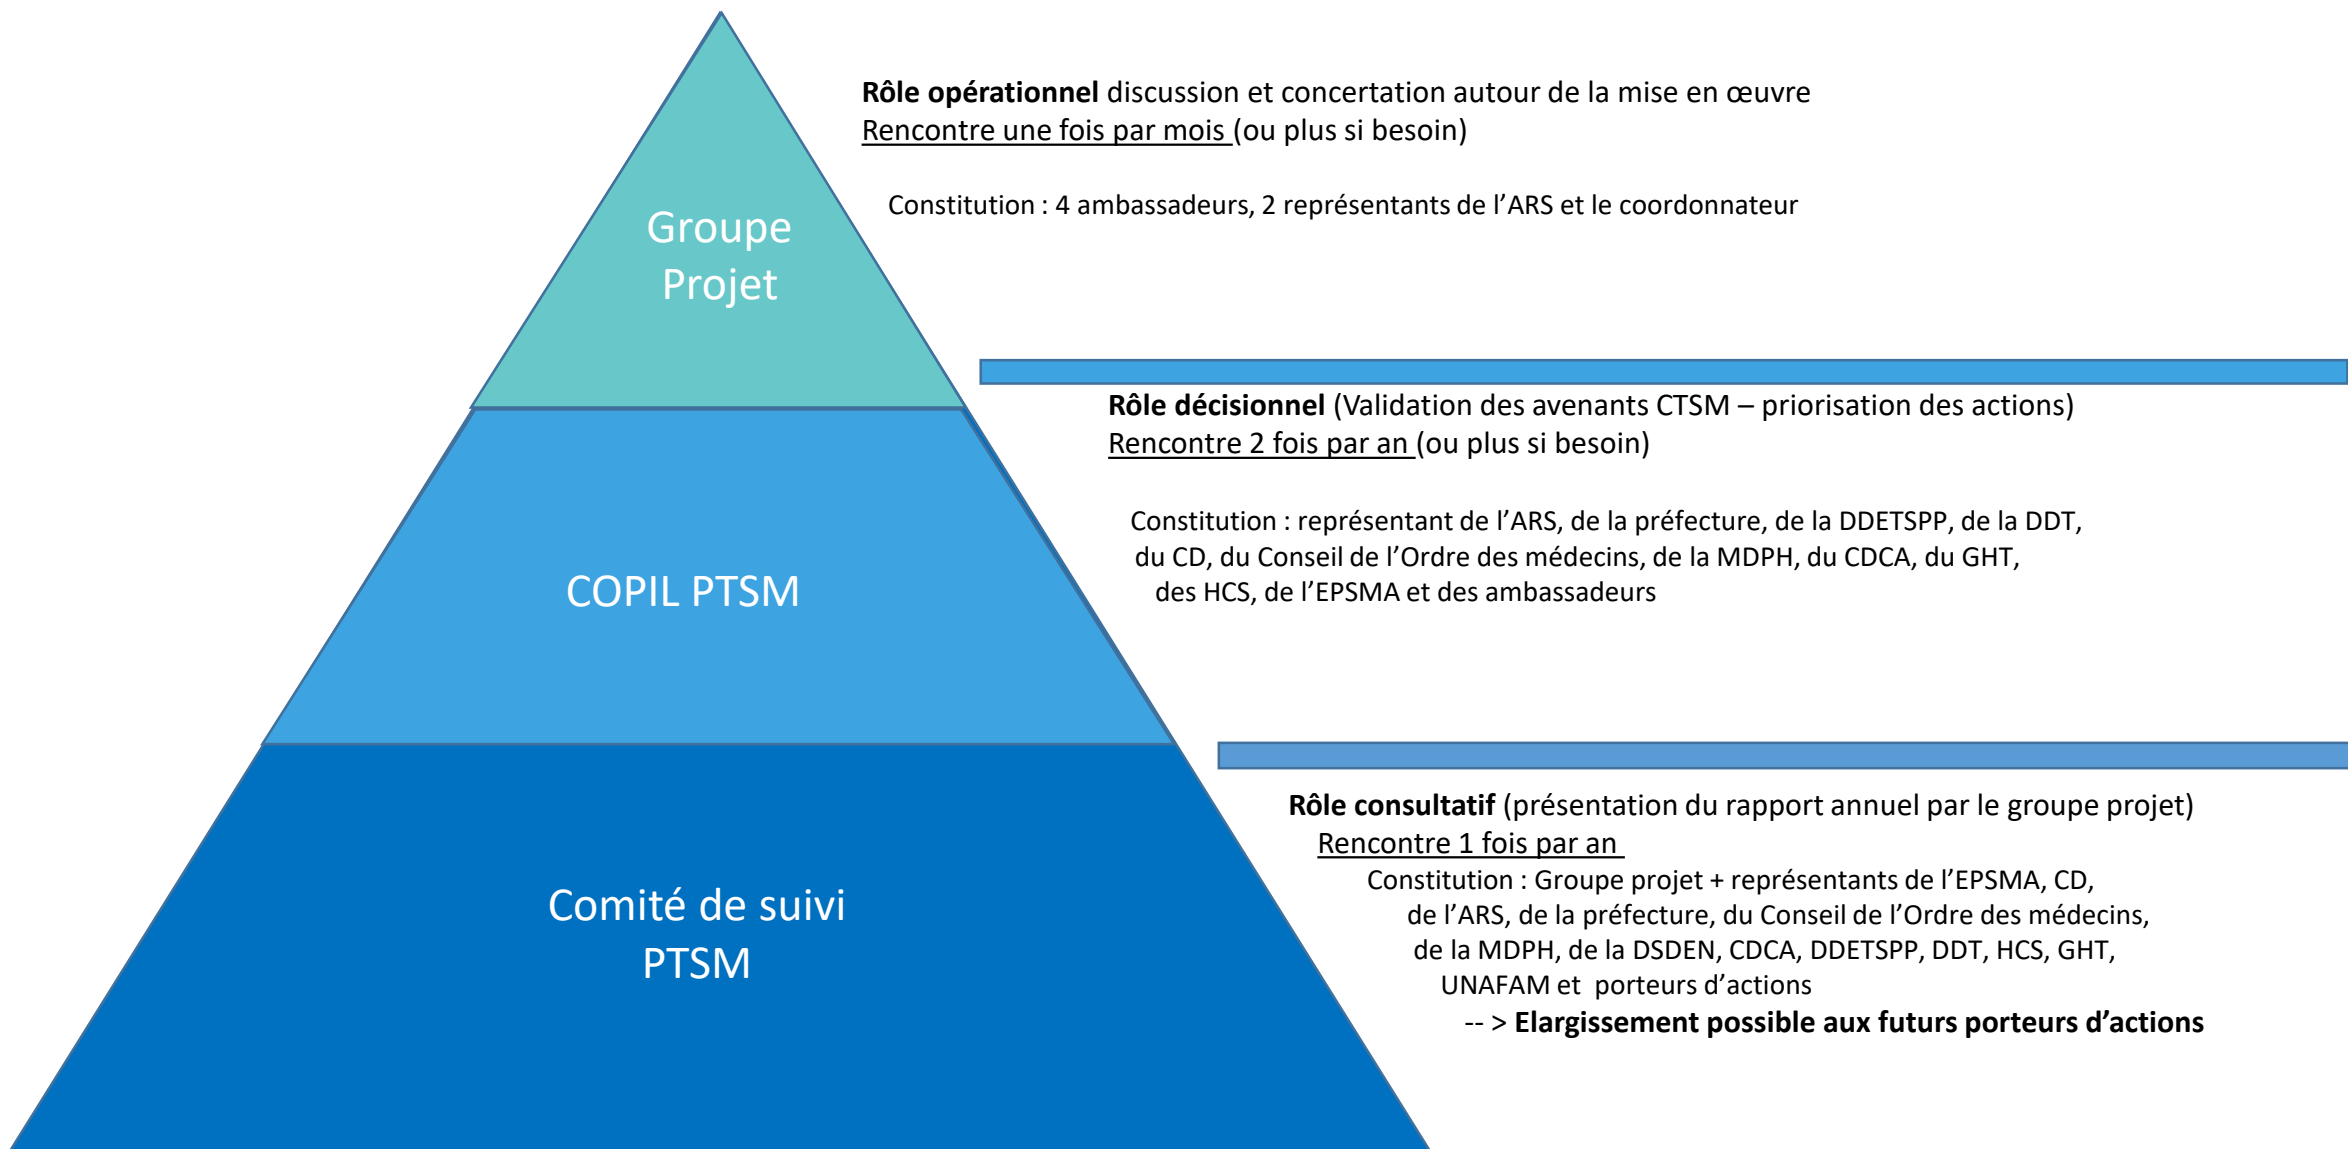 Groupe
Projet
Rôle opérationnel discussion et concertation autour de la mise en œuvre
Rencontre une fois par mois (ou plus si besoin)
Constitution : 4 ambassadeurs, 2 représentants de l’ARS et le coordonnateur
COPIL PTSM
Rôle décisionnel (Validation des avenants CTSM – priorisation des actions)
Rencontre 2 fois par an (ou plus si besoin)
Constitution : représentant de l’ARS, de la préfecture, de la DDETSPP, de la DDT,
du CD, du Conseil de l’Ordre des médecins, de la MDPH, du CDCA, du GHT,
des HCS, de l’EPSMA et des ambassadeurs
Comité de suivi
PTSM
Rôle consultatif (présentation du rapport annuel par le groupe projet)
Rencontre 1 fois par an
Constitution : Groupe projet + représentants de l’EPSMA, CD,
de l’ARS, de la préfecture, du Conseil de l’Ordre des médecins,
de la MDPH, de la DSDEN, CDCA, DDETSPP, DDT, HCS, GHT,
UNAFAM et  porteurs d’actions
-- > Elargissement possible aux futurs porteurs d’actions